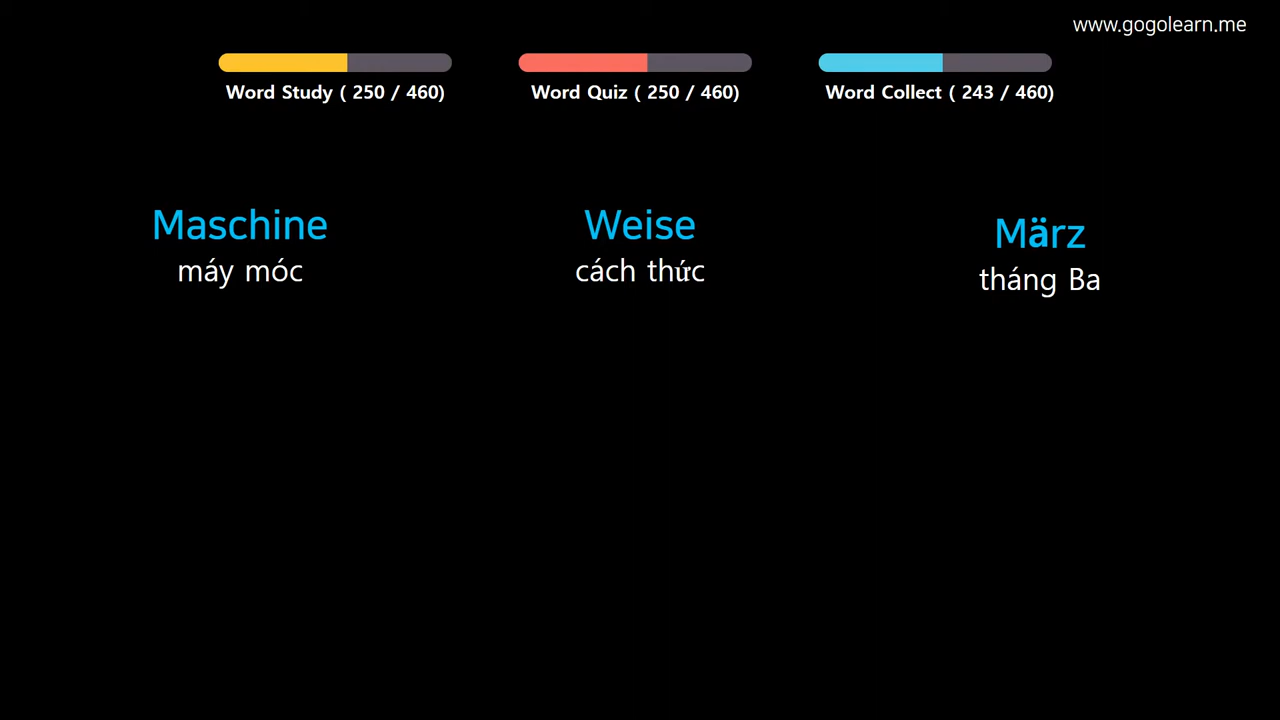 www.gogolearn.me
Word Study ( 250 / 460)
Word Quiz ( 250 / 460)
Word Collect ( 243 / 460)
Maschine
máy móc
Weise
cách thức
März
tháng Ba